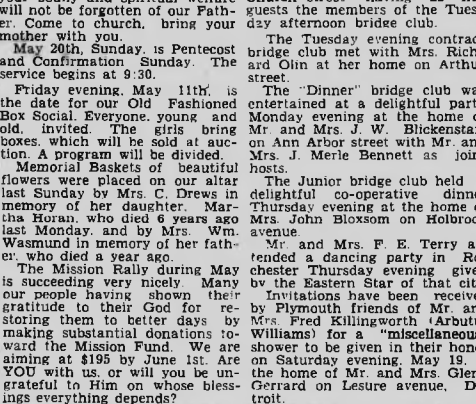 will not be forgotten of our Fath-
er. Come to church, bring your
mother with you.
May 20th, Sunday, is Pentecost
and Confirmation Sunday. The
service begins at 9:30.
Friday evening, May 11th, is
the date for our Old Fashioned
Box Social. Everyone, young and
old, invited. The girls bring
boxes, which will be sold at auc-
tion. A program will be divided.
Memorial Baskets of beautiful
flowers were placed on our altar
last Sunday by Mrs. C. Drews in
memory of her daughter, Mar-
tha Horan, who died 6 years ago
last Monday, and by Mrs. Wm.
Wasmund in memory of her fath-
er, who died a year ago.
The Mission Rally during May
is succeeding very nicely. Many
our people having shown their
gratitude to their God for re-
storing them to better days by
making substantial donations to-
ward the Mission Fund. We are
aiming at $195 by June 1st. Are
YOU with us, or will you be un-
grateful to Him on whose bless-
ings everything depends?
guests the members of the Tues
day afternoon bridge club.
The Tuesday evening contrac
bridge club met with Mrs. Rich
ard Olin at her home on Arthu
street.
The "Dinner" bridge club wa
entertained at a delightful part
Monday evening at the home o
Mr. and Mrs. J. W. Blickensta
on Ann Arbor street with Mr. an
Mrs. J. Merle Bennett as join
hosts.
The Junior bridge club held
delightful co-operative dinne
Thursday evening at the home o
Mrs. John Bloxsom on Holbroo
avenue.
Mr. and Mrs. F. E. Terry a
tended a dancing party in Ro
chester Thursday evening give
by the Eastern Star of that cit
Invitations have been receive
by Plymouth friends of Mr. an
Mrs. Fred Killingworth (Arbutu
Williams) for a "miscellaneou
shower to be given in their hono
on Saturday evening, May 19,
the home of Mr. and Mrs. Glen
Gerrard on Lesure avenue, De
troit.